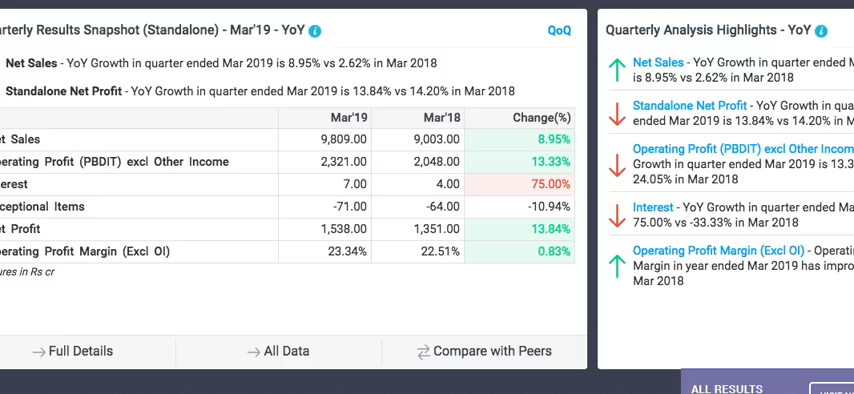 arterly Results Snapshot (Standalone) - Mar'19 - YoY
QoQ
Net Sales - YoY Growth in quarter ended Mar 2019 is 8.95% vs 2.62% in Mar 2018
Standalone Net Profit - YoY Growth in quarter ended Mar 2019 is 13.84% vs 14.20% in Mar 2018
Mar'19 Mar'18 Change(%)
et Sales 9,809.00 9,003.00 8.95%
perating Profit (PBDIT) excl Other Income 2,321.00 2,048.00 13.33%
erest 7.00 4.00 75.00%
ceptional Items -71.00 -64.00 -10.94%
et Profit 1,538.00 1,351.00 13.84%
perating Profit Margin (Excl OI) 23.34% 22.51% 0.83%
ures in Rs cr
Full Details
All Data
Compare with Peers
Quarterly Analysis Highlights - YoY
Net Sales - YoY Growth in quarter ended M
is 8.95% vs 2.62% in Mar 2018
Standalone Net Profit - YoY Growth in qua
ended Mar 2019 is 13.84% vs 14.20% in M
Operating Profit (PBDIT) excl Other Incom
Growth in quarter ended Mar 2019 is 13.3
24.05% in Mar 2018
Interest - YoY Growth in quarter ended Ma
75.00% vs -33.33% in Mar 2018
Operating Profit Margin (Excl OI) - Operati
Margin in year ended Mar 2019 has impro
Mar 2018
ALL RESULTS